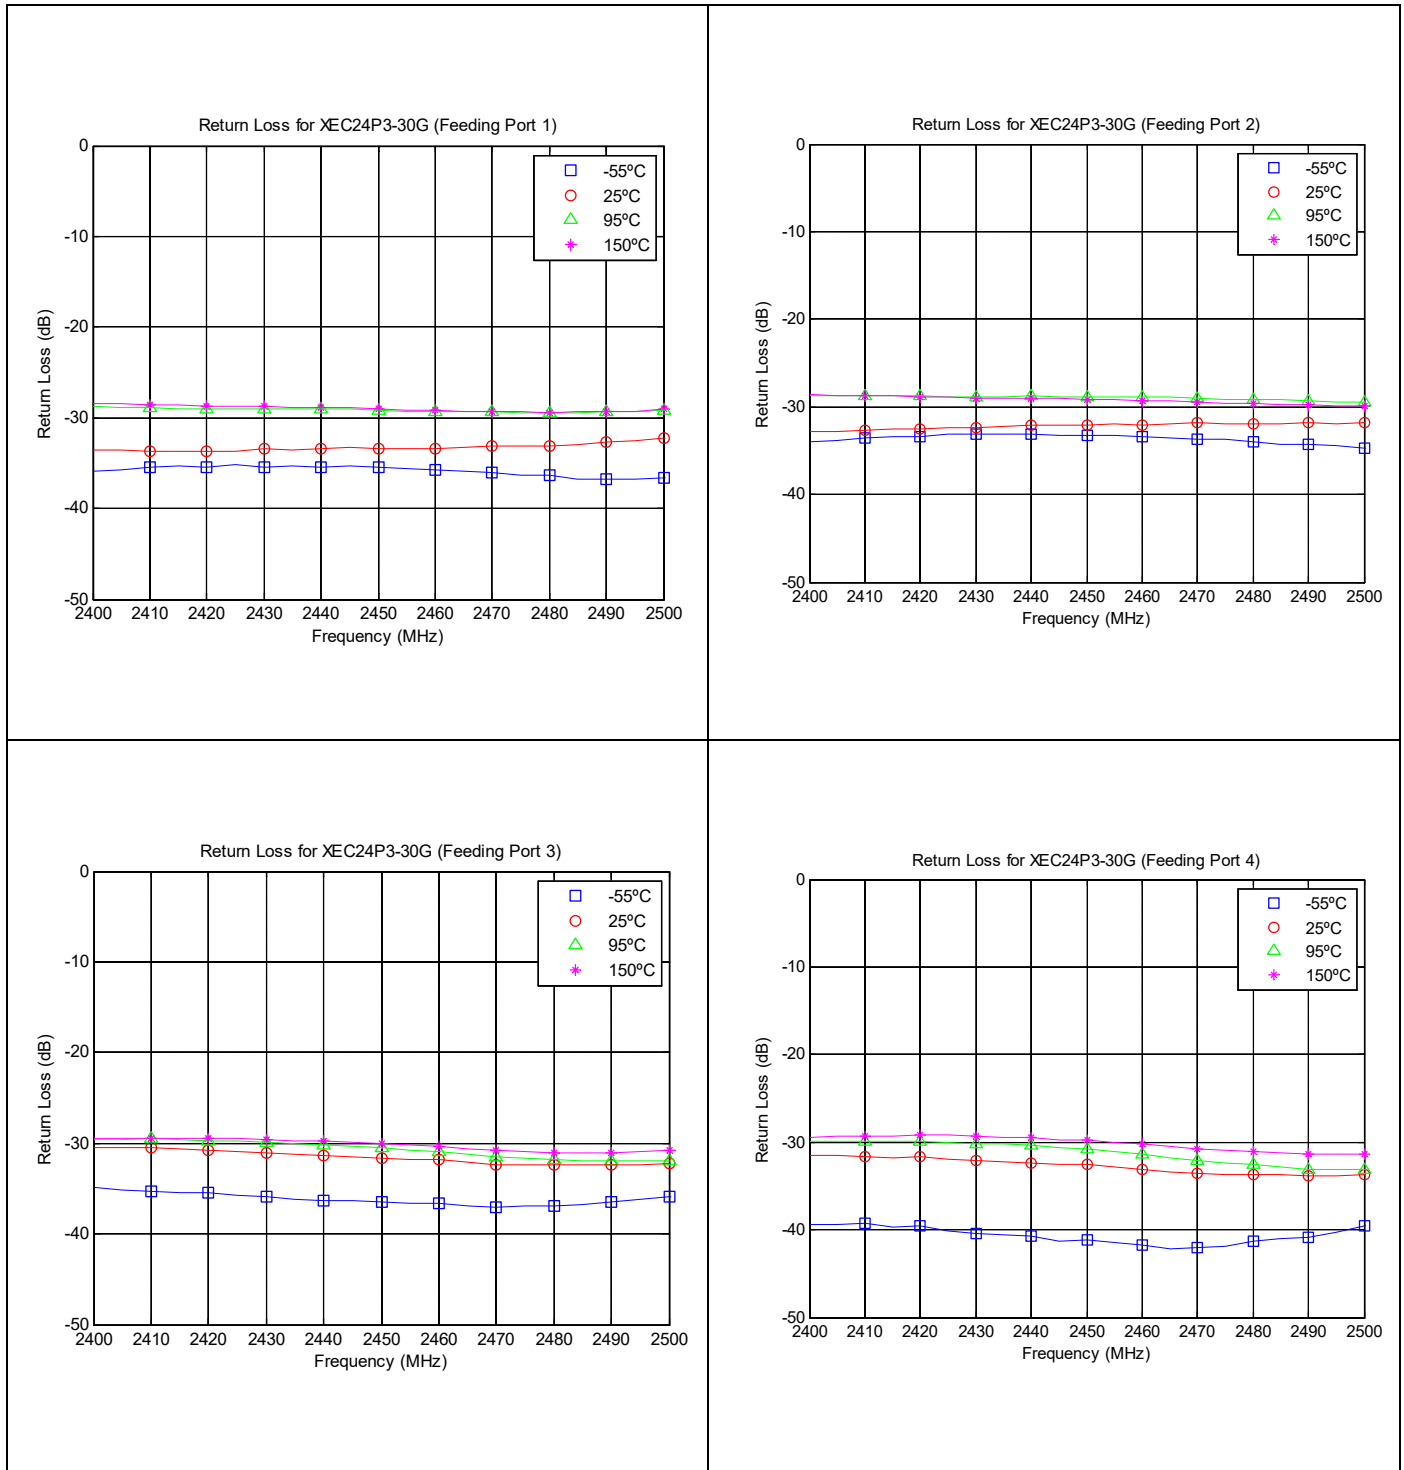 Return Loss for XEC24P3-30G (Feeding Port 1)
0
-10
-20
-30
-40
-50
Return Loss (dB)
-55ºC
25ºC
95ºC
150ºC
2400 2410 2420 2430 2440 2450 2460 2470 2480 2490 2500
Frequency (MHz)
Return Loss for XEC24P3-30G (Feeding Port 2)
0
-10
-20
-30
-40
-50
Return Loss (dB)
-55ºC
25ºC
95ºC
150ºC
2400 2410 2420 2430 2440 2450 2460 2470 2480 2490 2500
Frequency (MHz)
Return Loss for XEC24P3-30G (Feeding Port 3)
0
-10
-20
-30
-40
-50
Return Loss (dB)
-55ºC
25ºC
95ºC
150ºC
2400 2410 2420 2430 2440 2450 2460 2470 2480 2490 2500
Frequency (MHz)
Return Loss for XEC24P3-30G (Feeding Port 4)
0
-10
-20
-30
-40
-50
Return Loss (dB)
-55ºC
25ºC
95ºC
150ºC
2400 2410 2420 2430 2440 2450 2460 2470 2480 2490 2500
Frequency (MHz)